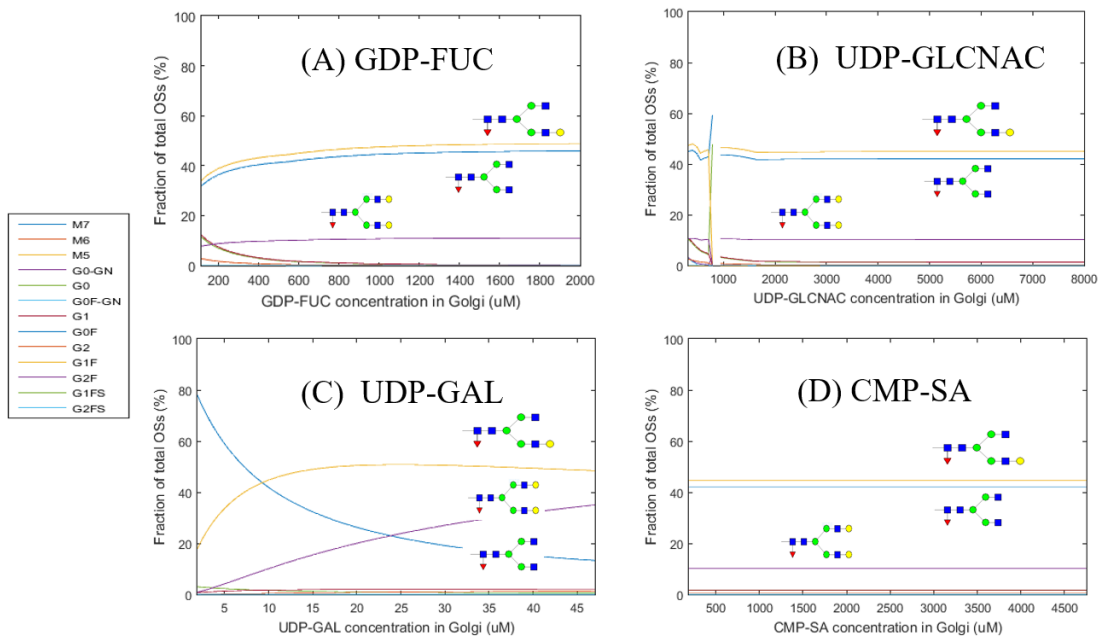 M7
M6
M5
G0-GN
G0
G0F-GN
G1
G0F
G2
G1F
G2F
G1FS
G2FS
(A) GDP-FUC
Fraction of total OSs (%)
100
80
60
40
20
0
200 400 600 800 1000 1200 1400 1600 1800 2000
GDP-FUC concentration in Golgi (uM)
(B) UDP-GLCNAC
Fraction of total OSs (%)
100
80
60
40
20
0
1000 2000 3000 4000 5000 6000 7000 8000
UDP-GLCNAC concentration in Golgi (uM)
(C) UDP-GAL
Fraction of total OSs (%)
100
80
60
40
20
0
5 10 15 20 25 30 35 40 45
UDP-GAL concentration in Golgi (uM)
(D) CMP-SA
Fraction of total OSs (%)
100
80
60
40
20
0
500 1000 1500 2000 2500 3000 3500 4000 4500
CMP-SA concentration in Golgi (uM)